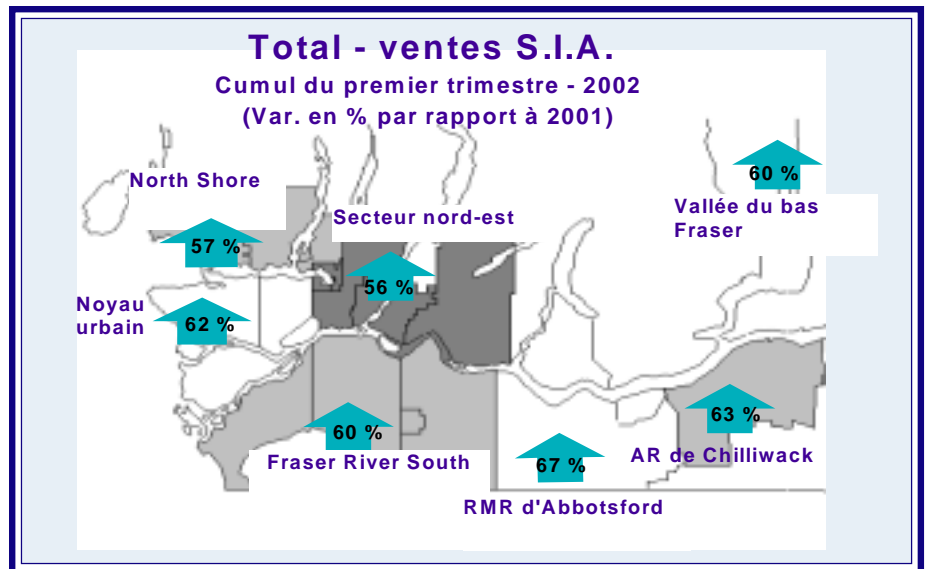 Total - ventes S.I.A.
Cumul du premier trimestre - 2002
(Var. en % par rapport à 2001)
60 %
Vallée du bas
Fraser
North Shore
57 %
Secteur nord-est
56 %
Noyau
urbain
62 %
60 %
Fraser River South
67 %
RMR d'Abbotsford
63 %
AR de Chilliwack